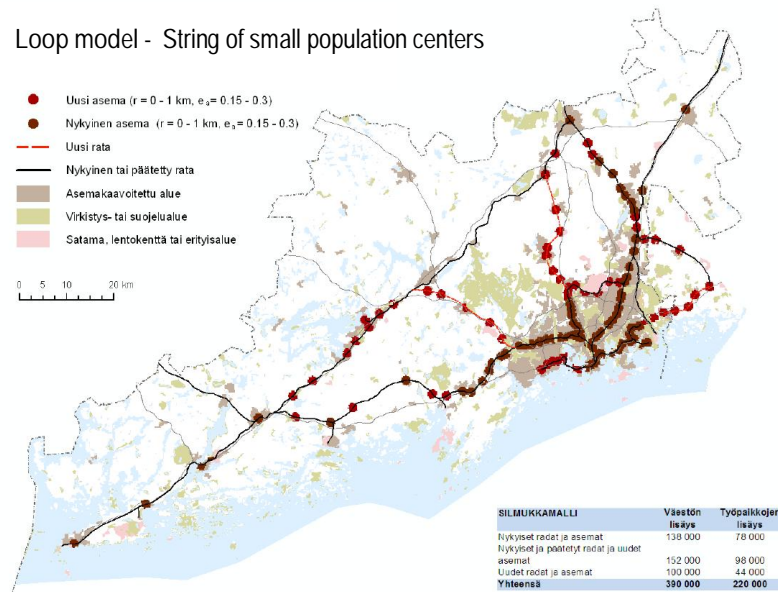 Loop model - String of small population centers
Uusi asema (r = 0 - 1 km, eₐ = 0.15 - 0.3)
Nykyinen asema (r = 0 - 1 km, eₐ = 0.15 - 0.3)
Uusi rata
Nykyinen tai päätetty rata
Asemakaavoitettu alue
Virkistys- tai suojelualue
Satama, lentokenttä tai erityisalue
0 5 10 20 km
SILMUKKAMALLI Väestön Työpaikkojen
lisäys lisäys
Nykyiset radat ja asemat 138 000 78 000
Nykyiset ja päätetyt radat ja uudet
asemat 152 000 98 000
Uudet radat ja asemat 100 000 44 000
Yhteensä 390 000 220 000